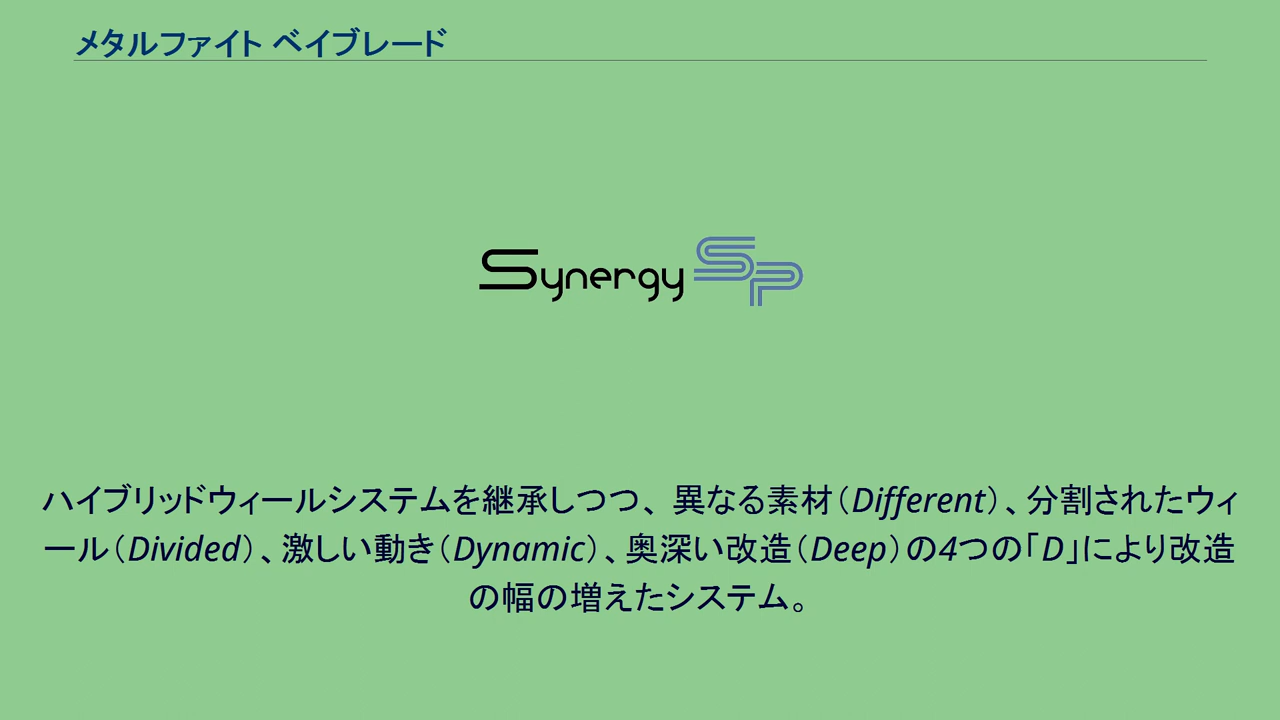 メタルファイト ベイブレード
Synergy SP
ハイブリッドウィールシステムを継承しつつ、異なる素材（Different）、分割されたウィ
ール（Divided）、激しい動き（Dynamic）、奥深い改造（Deep）の4つの「D」により改造
の幅の増えたシステム。